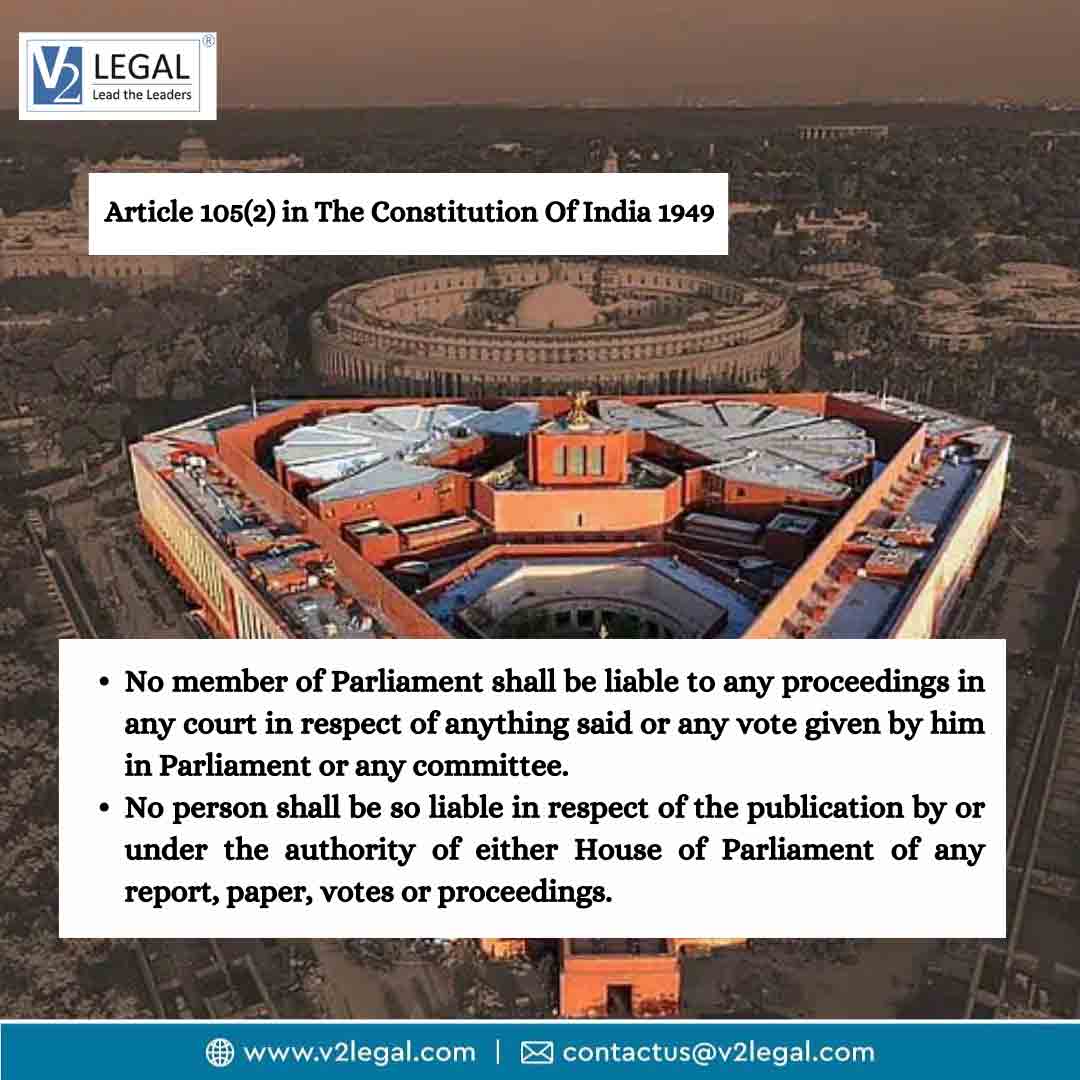 V2 LEGAL ®
Lead the Leaders
Article 105(2) in The Constitution Of India 1949
• No member of Parliament shall be liable to any proceedings in
any court in respect of anything said or any vote given by him
in Parliament or any committee.
• No person shall be so liable in respect of the publication by or
under the authority of either House of Parliament of any
report, paper, votes or proceedings.
www.v2legal.com | contactus@v2legal.com